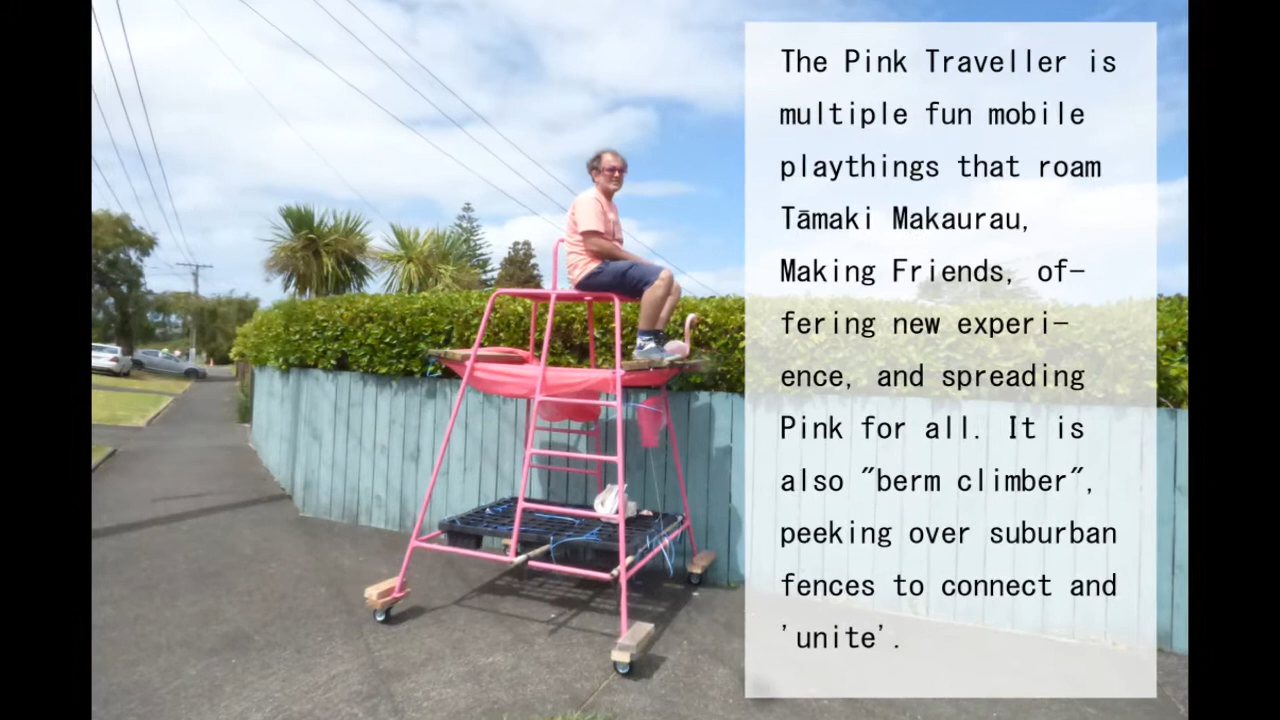 The Pink Traveller is
multiple fun mobile
playthings that roam
Tāmaki Makaurau,
Making Friends, of-
fering new experi-
ence, and spreading
Pink for all. It is
also "berm climber",
peeking over suburban
fences to connect and
'unite'.